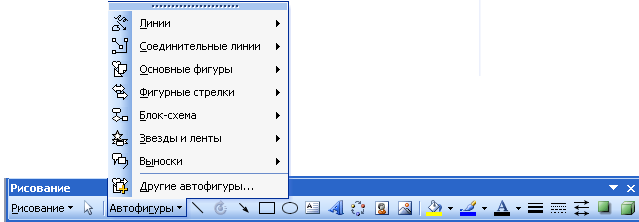 Линии
Соединительные линии
Основные фигуры
Фигурные стрелки
Блок-схема
Звезды и ленты
Выноски
Другие автофигуры...
Рисование
Рисование Автофигуры